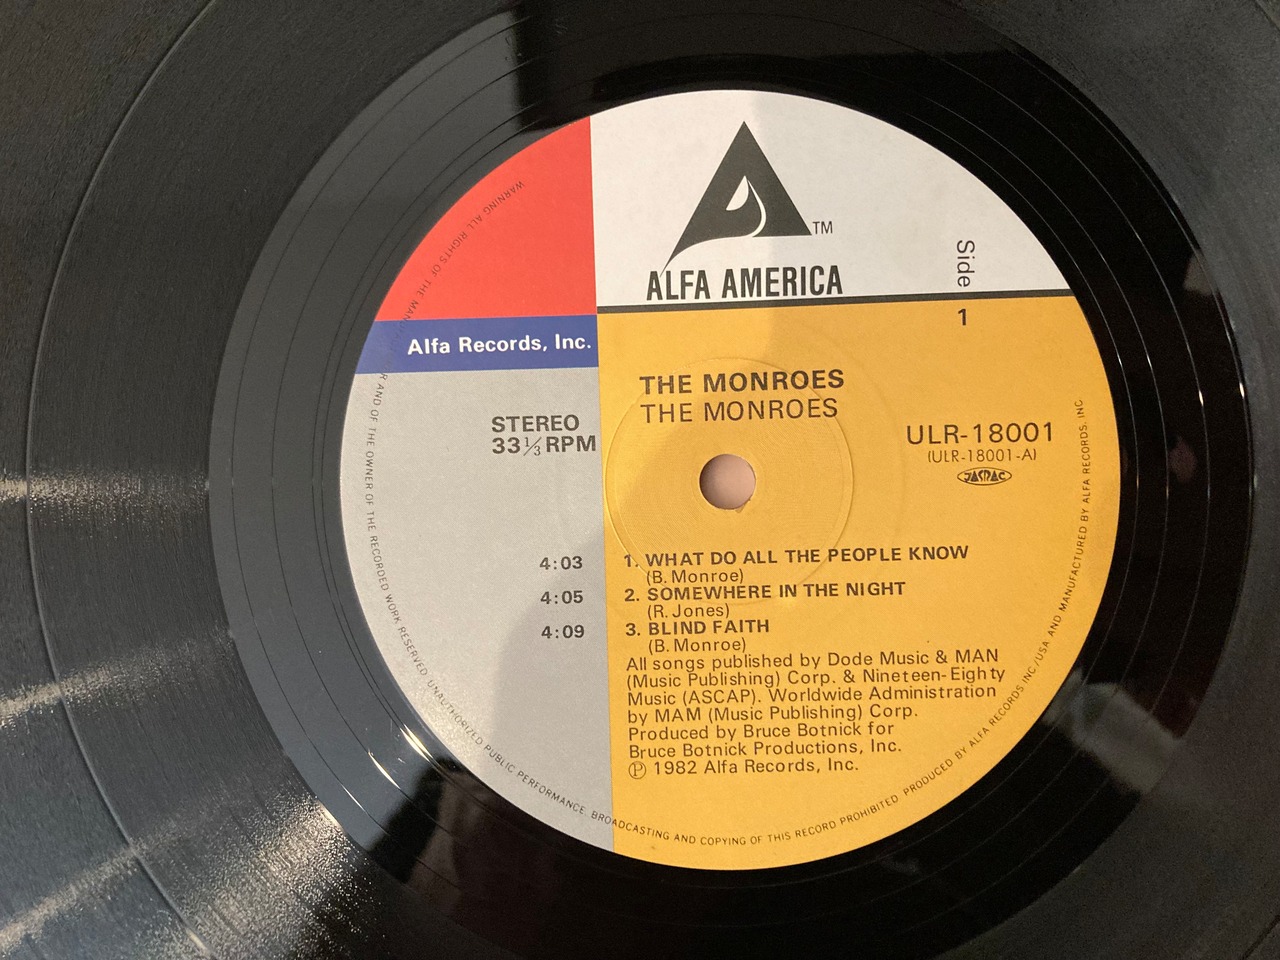 ALFA AMERICA
TM
Side
1
Alfa Records, Inc.
STEREO
33 1/3 RPM
THE MONROES
THE MONROES
ULR-18001
(ULR-18001-A)
JASRAC
4:03
1. WHAT DO ALL THE PEOPLE KNOW
(B. Monroe)
4:05
2. SOMEWHERE IN THE NIGHT
(R. Jones)
4:09
3. BLIND FAITH
(B. Monroe)
All songs published by Dode Music & MAN
(Music Publishing) Corp. & Nineteen-Eighty
Music (ASCAP). Worldwide Administration
by MAM (Music Publishing) Corp.
Produced by Bruce Botnick for
Bruce Botnick Productions, Inc.
Ⓟ 1982 Alfa Records, Inc.
WARNING ALL RIGHTS OF THE R AND OF THE OWNER OF THE RECORDED WORK RESERVED. UNAUTHORIZED PUBLIC PERFORMANCE. BROADCASTING AND COPYING OF THIS RECORD PROHIBITED PRODUCED BY ALFA RECORDS INC./USA AND MANUFACTURED BY ALFA RECORDS. INC